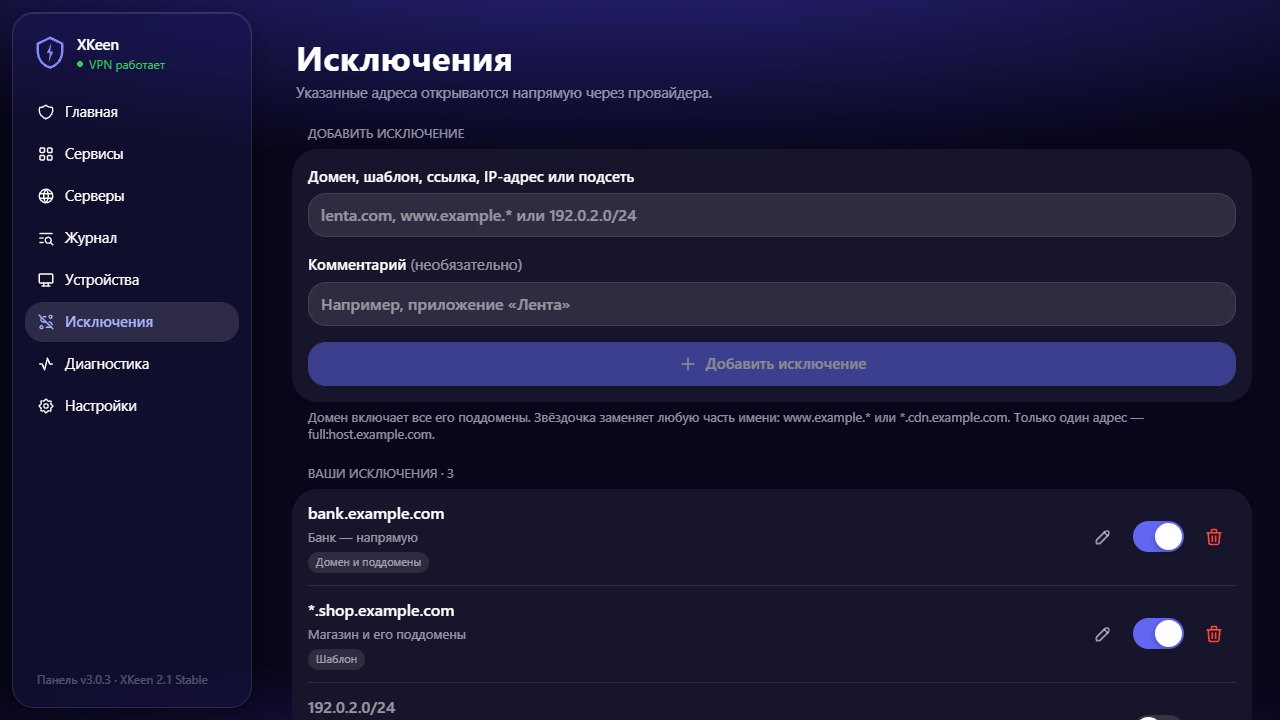 XKeen
VPN работает
Главная
Сервисы
Серверы
Журнал
Устройства
Исключения
Диагностика
Настройки
Панель v3.0.3 · XKeen 2.1 Stable
Исключения
Указанные адреса открываются напрямую через провайдера.
ДОБАВИТЬ ИСКЛЮЧЕНИЕ
Домен, шаблон, ссылка, IP-адрес или подсеть
lenta.com, www.example.* или 192.0.2.0/24
Комментарий (необязательно)
Например, приложение «Лента»
Добавить исключение
Домен включает все его поддомены. Звёздочка заменяет любую часть имени: www.example.* или *.cdn.example.com. Только один адрес —
full:host.example.com.
ВАШИ ИСКЛЮЧЕНИЯ · 3
bank.example.com
Банк — напрямую
Домен и поддомены
*.shop.example.com
Магазин и его поддомены
Шаблон
192.0.2.0/24